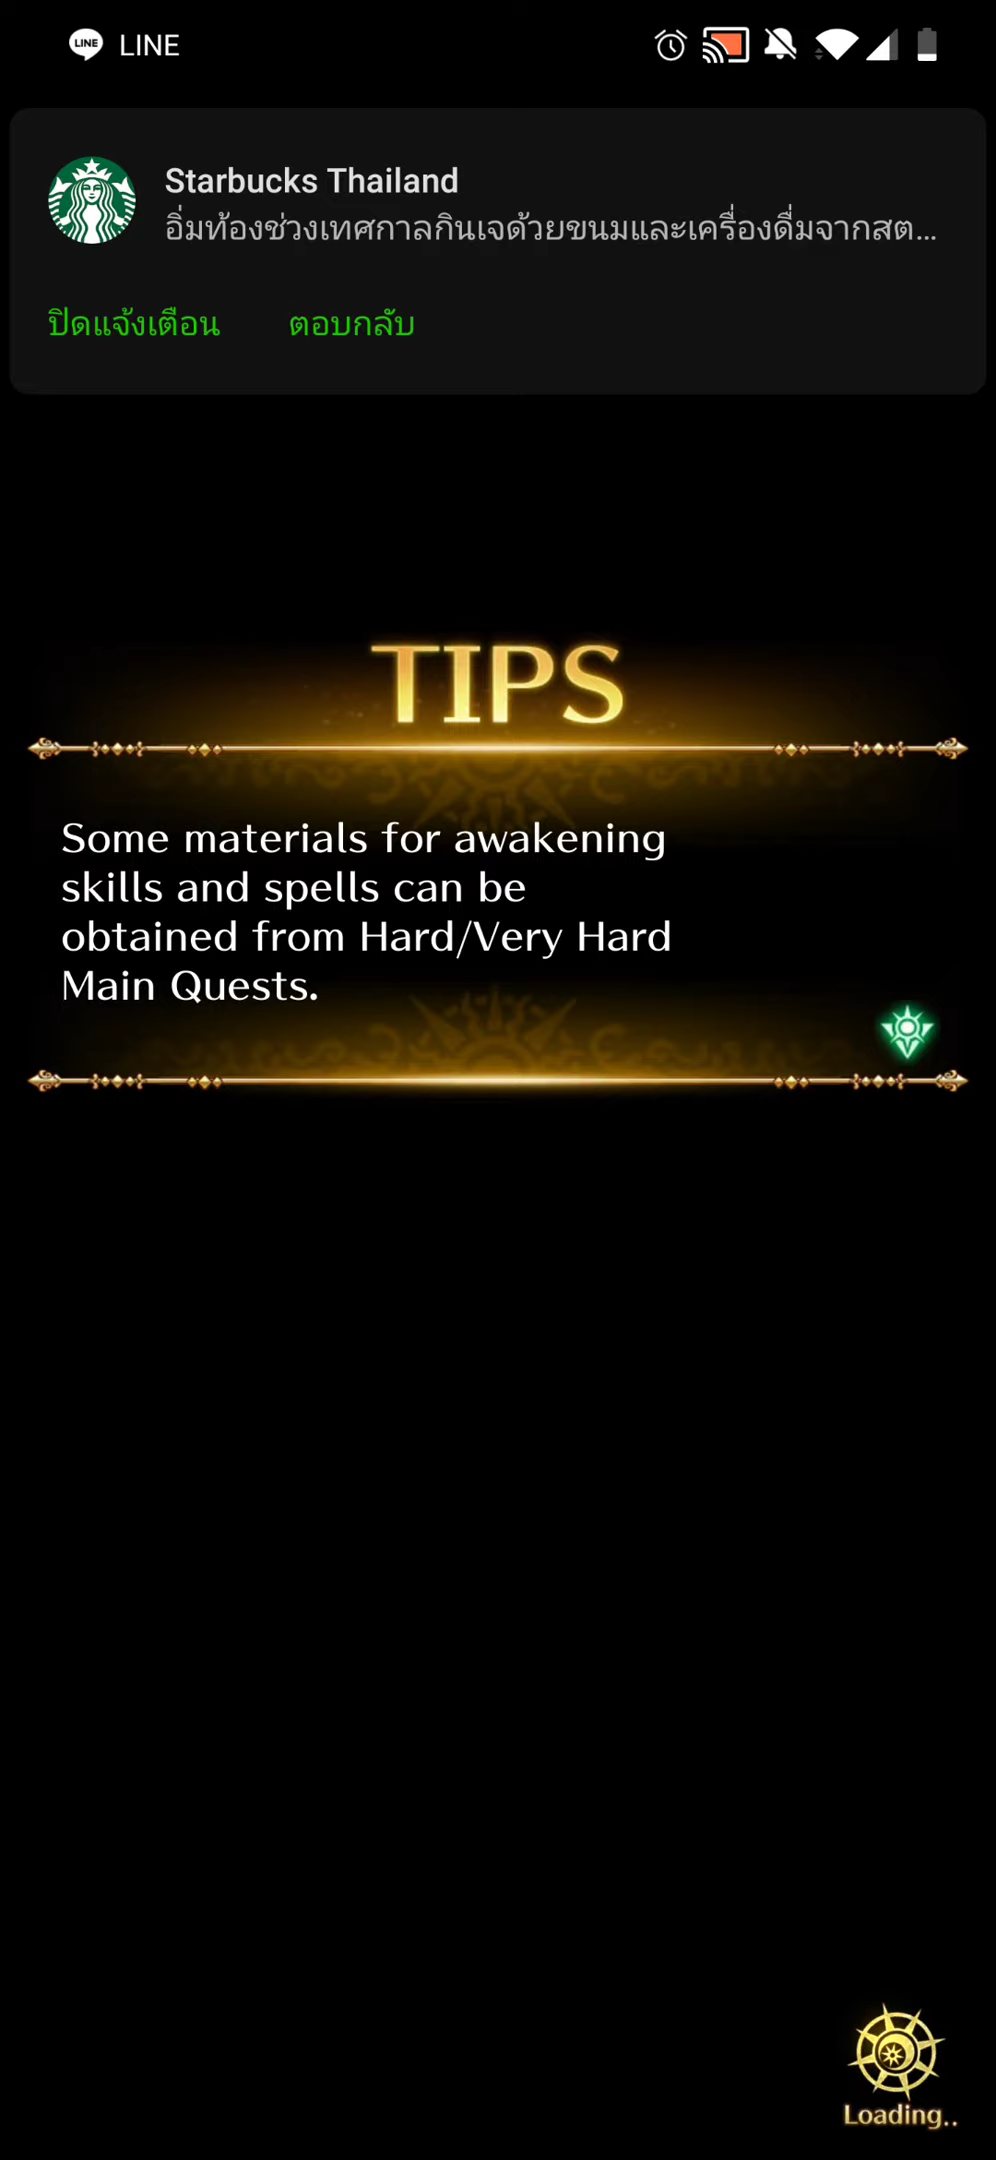 LINE LINE
Starbucks Thailand
อิ่มท้องช่วงเทศกาลกินเจด้วยขนมและเครื่องดื่มจากสต...
ปิดแจ้งเตือน ตอบกลับ
TIPS
Some materials for awakening
skills and spells can be
obtained from Hard/Very Hard
Main Quests.
Loading..